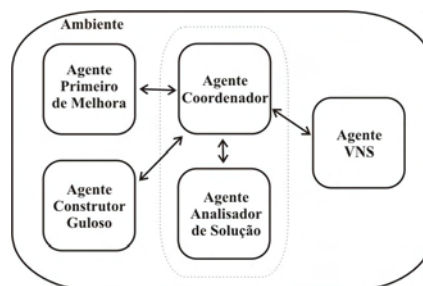 Ambiente
Agente
Primeiro
de Melhora
Agente
Coordenador
Agente
VNS
Agente
Construtor
Guloso
Agente
Analisador
de Solução